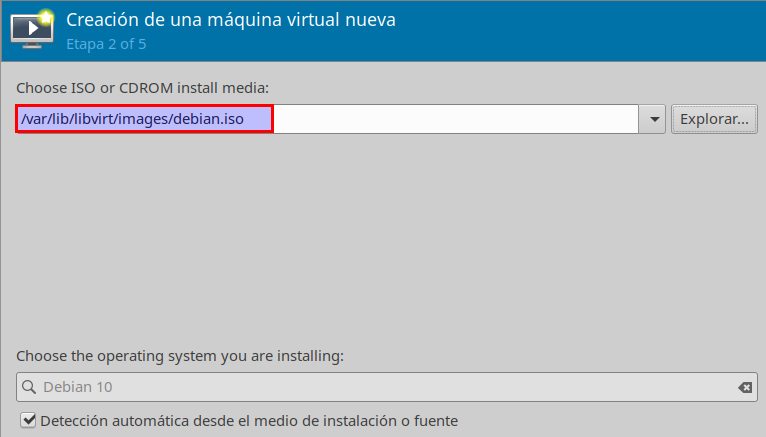 Creación de una máquina virtual nueva
Etapa 2 of 5
Choose ISO or CDROM install media:
/var/lib/libvirt/images/debian.iso
Explorar...
Choose the operating system you are installing:
Debian 10
Detección automática desde el medio de instalación o fuente